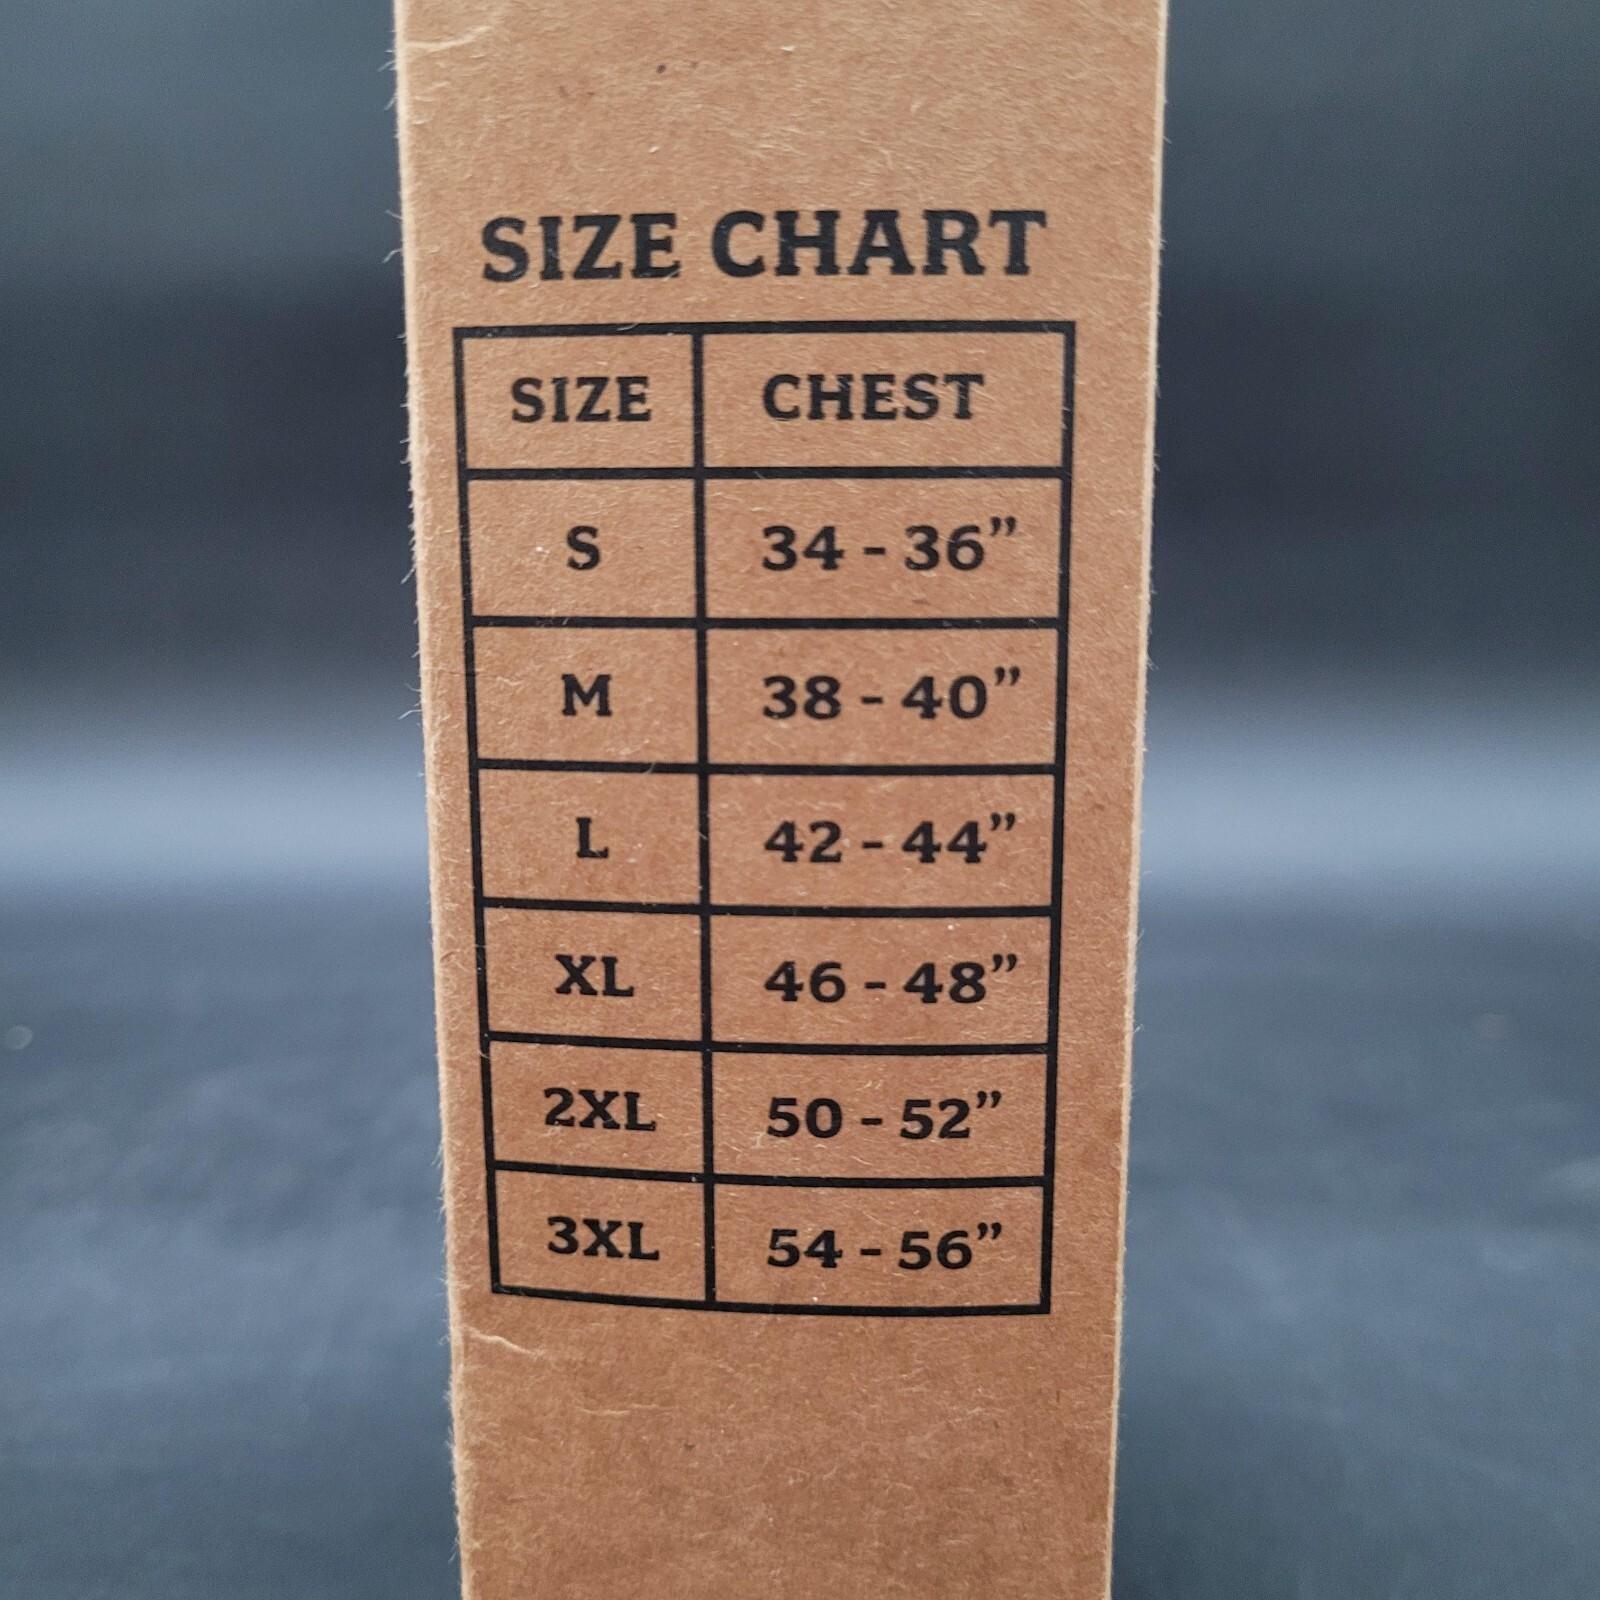 SIZE CHART
SIZE CHEST
S 34 - 36”
M 38 - 40”
L 42 - 44”
XL 46 - 48”
2XL 50 - 52”
3XL 54 - 56”